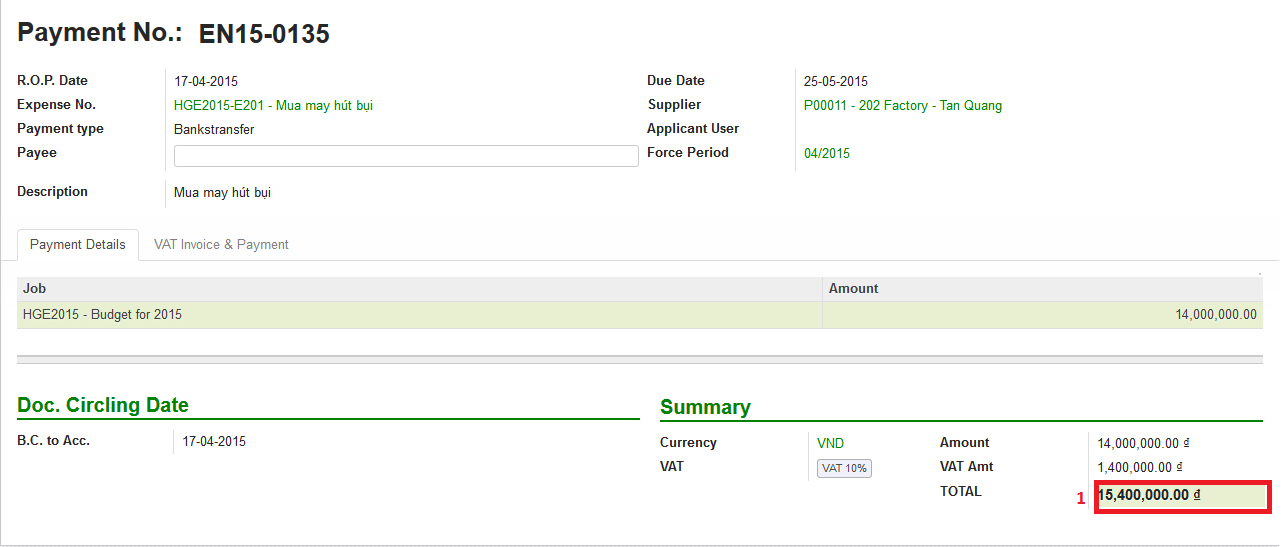 Payment No.: EN15-0135
R.O.P. Date 17-04-2015 Due Date 25-05-2015
Expense No. HGE2015-E201 - Mua may hút bụi Supplier P00011 - 202 Factory - Tan Quang
Payment type Bankstransfer Applicant User
Payee Force Period 04/2015
Description Mua may hút bụi
Payment Details VAT Invoice & Payment
Job Amount
HGE2015 - Budget for 2015 14,000,000.00
Doc. Circling Date Summary
B.C. to Acc. 17-04-2015 Currency VND Amount 14,000,000.00 ₫
VAT VAT 10% VAT Amt 1,400,000.00 ₫
TOTAL 1 15,400,000.00 ₫